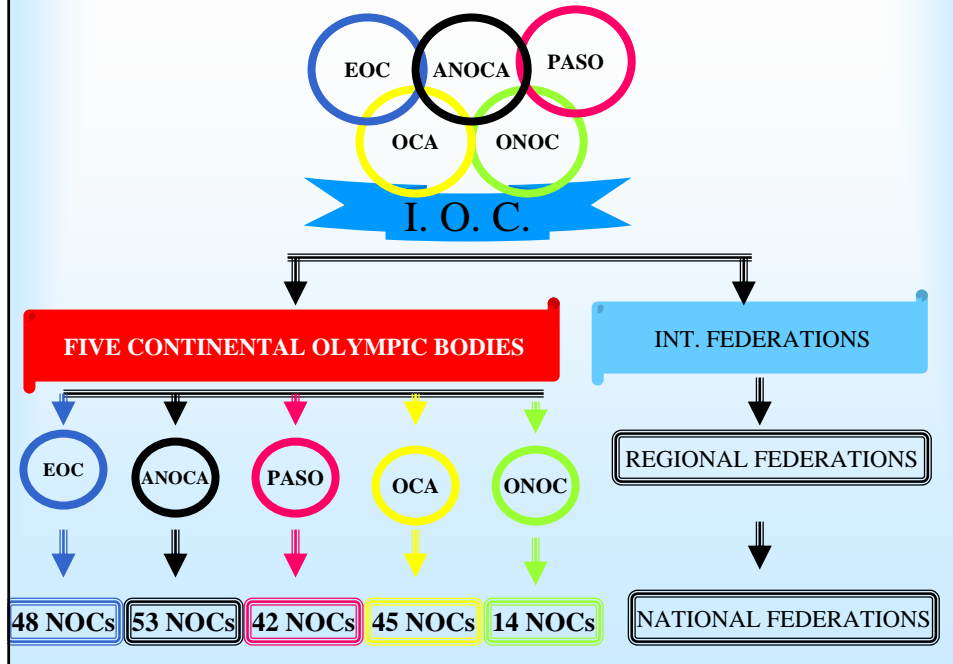 EOC
ANOCA
PASO
OCA
ONOC
I. O. C.
FIVE CONTINENTAL OLYMPIC BODIES
INT. FEDERATIONS
EOC
ANOCA
PASO
OCA
ONOC
REGIONAL FEDERATIONS
48 NOCs
53 NOCs
42 NOCs
45 NOCs
14 NOCs
NATIONAL FEDERATIONS